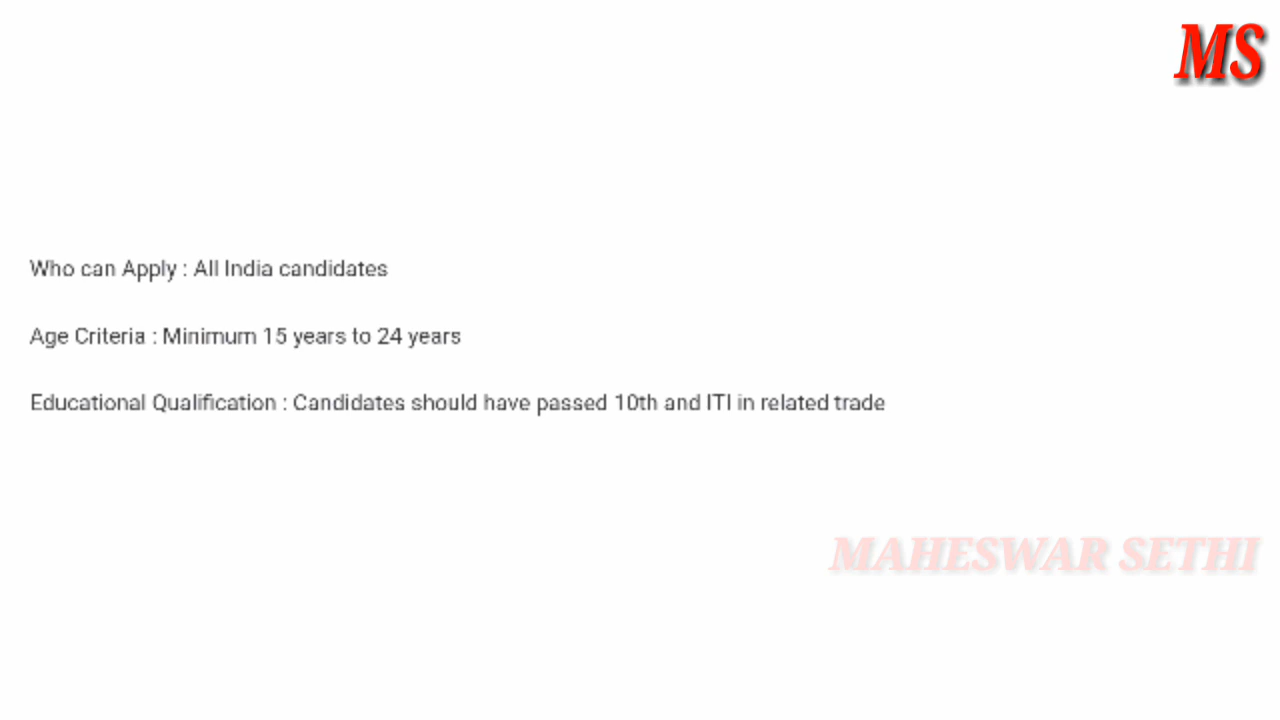 MS
Who can Apply : All India candidates
Age Criteria : Minimum 15 years to 24 years
Educational Qualification : Candidates should have passed 10th and ITI in related trade
MAHESWAR SETHI